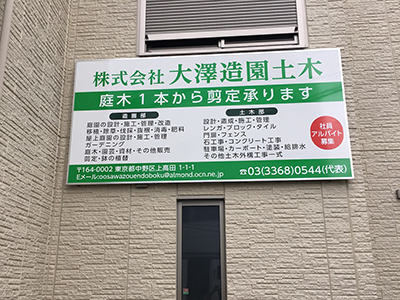 株式会社 大澤造園土木
庭木1本から剪定承ります
造園部
庭園の設計・施工・管理・改造
移植・除草・伐採・抜根・消毒・肥料
屋上庭園の設計・施工・管理
ガーデニング
庭木・園芸・資材・その他販売
剪定・鉢の植替
土木部
設計・造成・施工・管理
レンガ・ブロック・タイル
門扉・フェンス
石工事・コンクリート工事
駐車場・カーポート・塗装・給排水
その他土木外構工事一式
社員
アルバイト
募集
〒164-0002 東京都中野区上高田 1-1-1
Eメール:oosawazouendoboku@almond.ocn.ne.jp
☎03(3368)0544(代表)